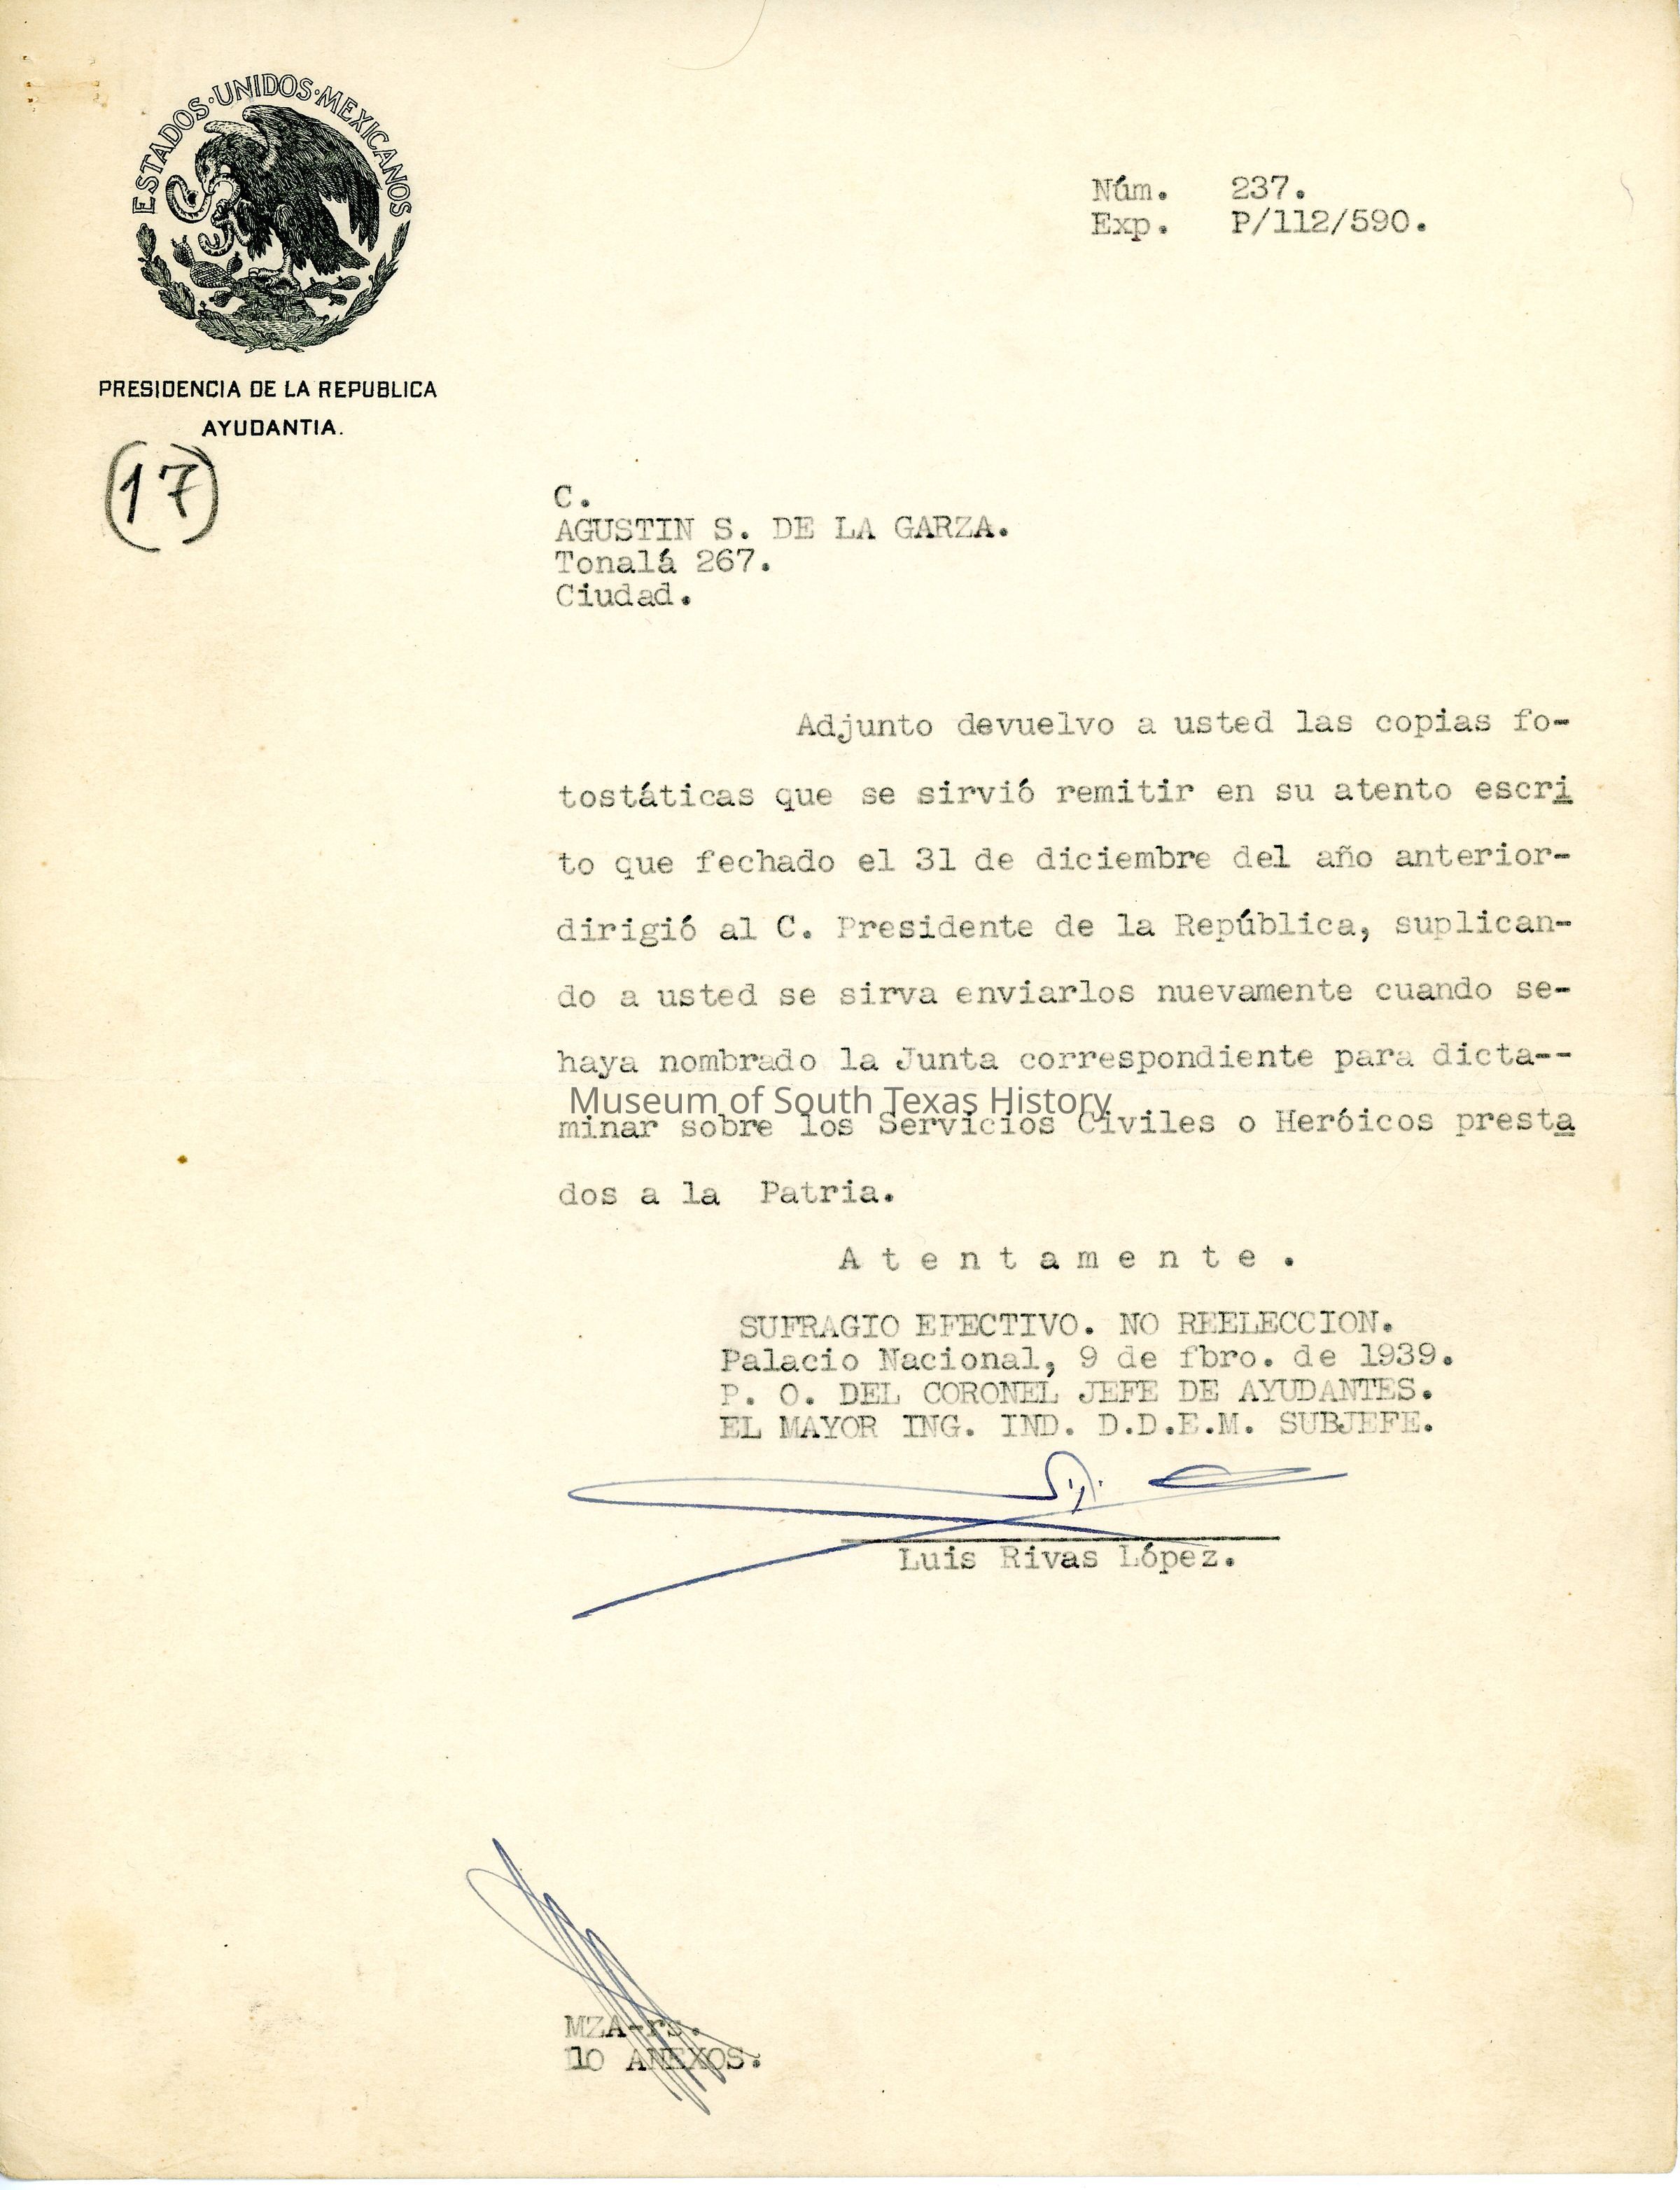 ESTADOS·UNIDOS·MEXICANOS
PRESIDENCIA DE LA REPUBLICA
AYUDANTIA.
(17)
Núm. 237.
Exp. P/112/590.
C.
AGUSTIN S. DE LA GARZA.
Tonalá 267.
Ciudad.
Adjunto devuelvo a usted las copias fo-
tostáticas que se sirvió remitir en su atento escri
to que fechado el 31 de diciembre del año anterior-
dirigió al C. Presidente de la República, suplican-
do a usted se sirva enviarlos nuevamente cuando se-
haya nombrado la Junta correspondiente para dicta--
Museum of South Texas History
minar sobre los Servicios Civiles o Heróicos presta
dos a la Patria.
A t e n t a m e n t e .
SUFRAGIO EFECTIVO. NO REELECCION.
Palacio Nacional, 9 de fbro. de 1939.
P. O. DEL CORONEL JEFE DE AYUDANTES.
EL MAYOR ING. IND. D.D.E.M. SUBJEFE.
Luis Rivas López.
MZA-rs.
10 ANEXOS.